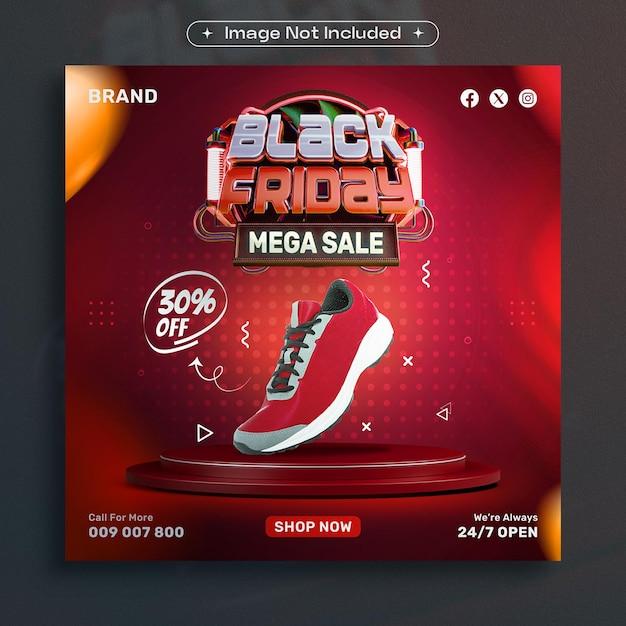 Image Not Included
BRAND
BLACK
FRIDAY
MEGA SALE
30%
OFF
Call For More
009 007 800
SHOP NOW
We're Always
24/7 OPEN